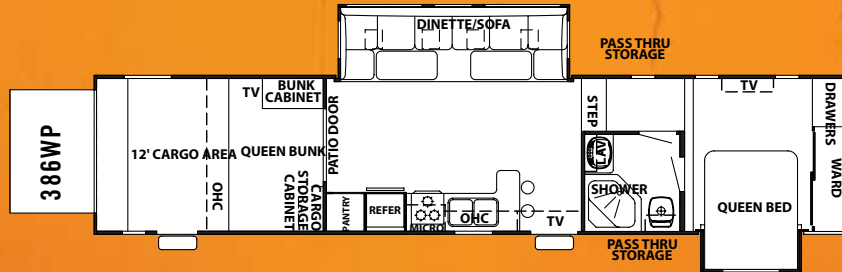 DINETTE/SOFA
PASS THRU
STORAGE
386WP
12' CARGO AREA
OHC
TV
BUNK
CABINET
QUEEN BUNK
CARGO
STORAGE
CABINET
PATIO DOOR
PANTRY
REFER
MICRO
OHC
TV
STEP
LAV
SHOWER
TV
QUEEN BED
DRAWERS
WARD
PASS THRU
STORAGE